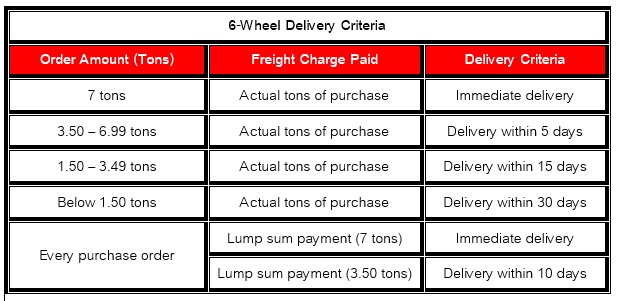 6-Wheel Delivery Criteria
Order Amount (Tons) Freight Charge Paid Delivery Criteria
7 tons Actual tons of purchase Immediate delivery
3.50 – 6.99 tons Actual tons of purchase Delivery within 5 days
1.50 – 3.49 tons Actual tons of purchase Delivery within 15 days
Below 1.50 tons Actual tons of purchase Delivery within 30 days
Every purchase order Lump sum payment (7 tons) Immediate delivery
Lump sum payment (3.50 tons) Delivery within 10 days